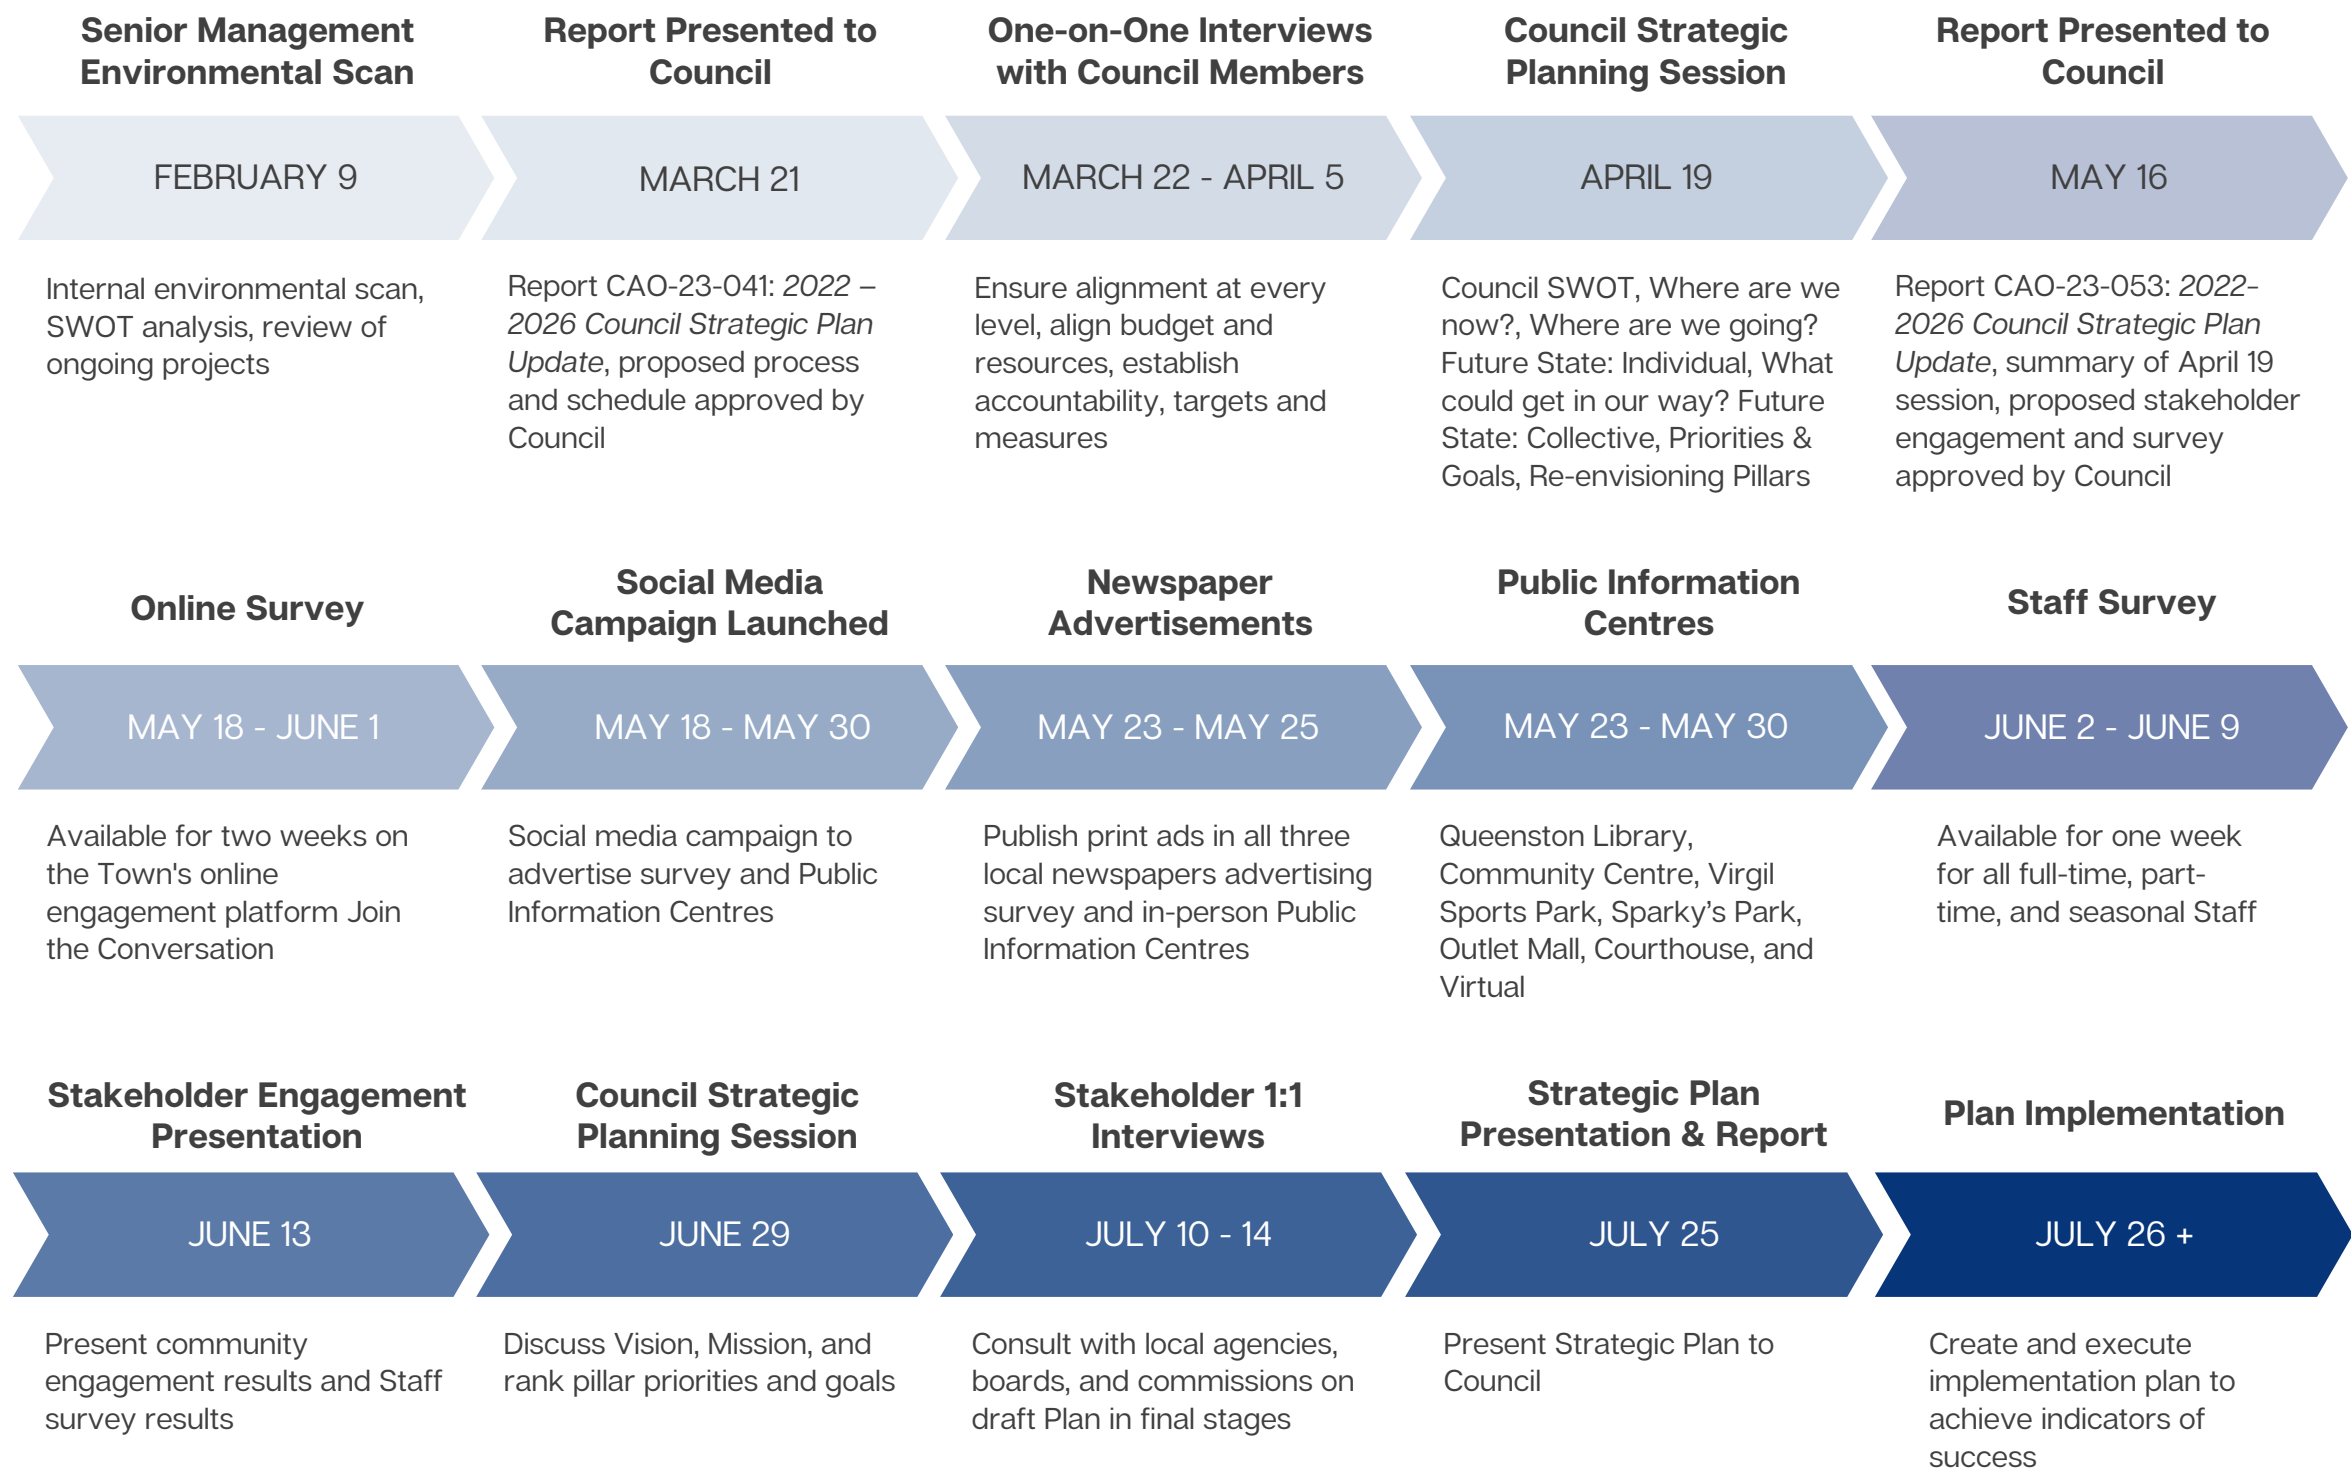 Senior Management
Environmental Scan
FEBRUARY 9
Internal environmental scan,
SWOT analysis, review of
ongoing projects
Report Presented to
Council
MARCH 21
Report CAO-23-041: 2022 –
2026 Council Strategic Plan
Update, proposed process
and schedule approved by
Council
One-on-One Interviews
with Council Members
MARCH 22 - APRIL 5
Ensure alignment at every
level, align budget and
resources, establish
accountability, targets and
measures
Council Strategic
Planning Session
APRIL 19
Council SWOT, Where are we
now?, Where are we going?
Future State: Individual, What
could get in our way? Future
State: Collective, Priorities &
Goals, Re-envisioning Pillars
Report Presented to
Council
MAY 16
Report CAO-23-053: 2022-
2026 Council Strategic Plan
Update, summary of April 19
session, proposed stakeholder
engagement and survey
approved by Council
Online Survey
MAY 18 - JUNE 1
Available for two weeks on
the Town's online
engagement platform Join
the Conversation
Social Media
Campaign Launched
MAY 18 - MAY 30
Social media campaign to
advertise survey and Public
Information Centres
Newspaper
Advertisements
MAY 23 - MAY 25
Publish print ads in all three
local newspapers advertising
survey and in-person Public
Information Centres
Public Information
Centres
MAY 23 - MAY 30
Queenston Library,
Community Centre, Virgil
Sports Park, Sparky's Park,
Outlet Mall, Courthouse, and
Virtual
Staff Survey
JUNE 2 - JUNE 9
Available for one week
for all full-time, part-
time, and seasonal Staff
Stakeholder Engagement
Presentation
JUNE 13
Present community
engagement results and Staff
survey results
Council Strategic
Planning Session
JUNE 29
Discuss Vision, Mission, and
rank pillar priorities and goals
Stakeholder 1:1
Interviews
JULY 10 - 14
Consult with local agencies,
boards, and commissions on
draft Plan in final stages
Strategic Plan
Presentation & Report
JULY 25
Present Strategic Plan to
Council
Plan Implementation
JULY 26 +
Create and execute
implementation plan to
achieve indicators of
success